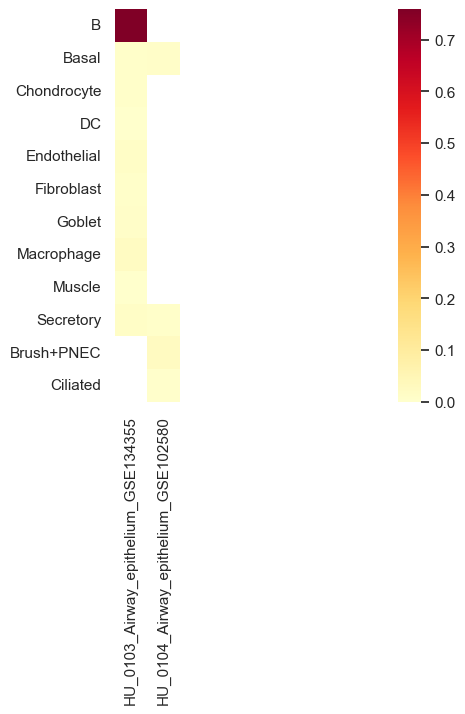 B
Basal
Chondrocyte
DC
Endothelial
Fibroblast
Goblet
Macrophage
Muscle
Secretory
Brush+PNEC
Ciliated
HU_0103_Airway_epithelium_GSE134355
HU_0104_Airway_epithelium_GSE102580
0.7
0.6
0.5
0.4
0.3
0.2
0.1
0.0